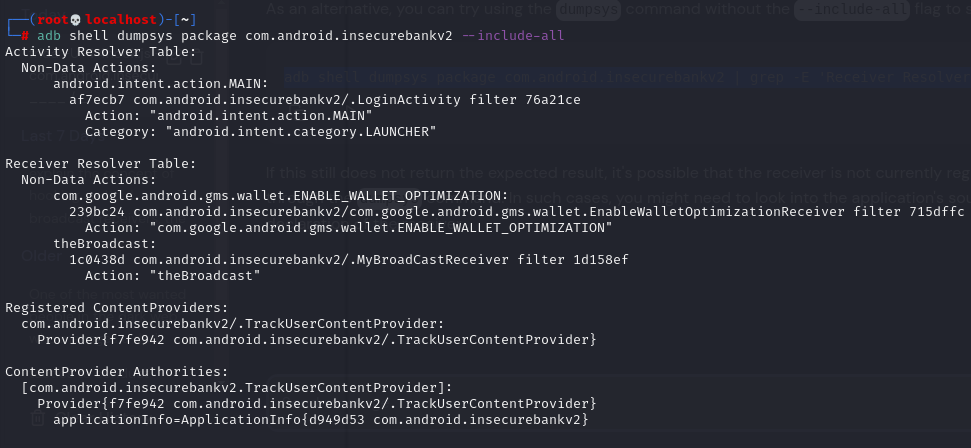 As an alternative, you can try using the dumpsys command without the --include-all flag to s
┌──(root💀localhost)-[~]
└─# adb shell dumpsys package com.android.insecurebankv2 --include-all
Activity Resolver Table:
  Non-Data Actions:
      android.intent.action.MAIN:
        af7ecb7 com.android.insecurebankv2/.LoginActivity filter 76a21ce
          Action: "android.intent.action.MAIN"
          Category: "android.intent.category.LAUNCHER"
adb shell dumpsys package com.android.insecurebankv2 | grep -E "Receiver Resolver
Last 7 Days
Receiver Resolver Table:
  Non-Data Actions:
      com.google.android.gms.wallet.ENABLE_WALLET_OPTIMIZATION:
        239bc24 com.android.insecurebankv2/com.google.android.gms.wallet.EnableWalletOptimizationReceiver filter 715dffc
          Action: "com.google.android.gms.wallet.ENABLE_WALLET_OPTIMIZATION"
      theBroadcast:
        1c0438d com.android.insecurebankv2/.MyBroadCastReceiver filter 1d158ef
          Action: "theBroadcast"
If this still does not return the expected result, it's possible that the receiver is not currently reg
In such cases, you might need to look into the application's sou
Older
Registered ContentProviders:
  com.android.insecurebankv2/.TrackUserContentProvider:
    Provider{f7fe942 com.android.insecurebankv2/.TrackUserContentProvider}
ContentProvider Authorities:
  [com.android.insecurebankv2.TrackUserContentProvider]:
    Provider{f7fe942 com.android.insecurebankv2/.TrackUserContentProvider}
      applicationInfo=ApplicationInfo{d949d53 com.android.insecurebankv2}